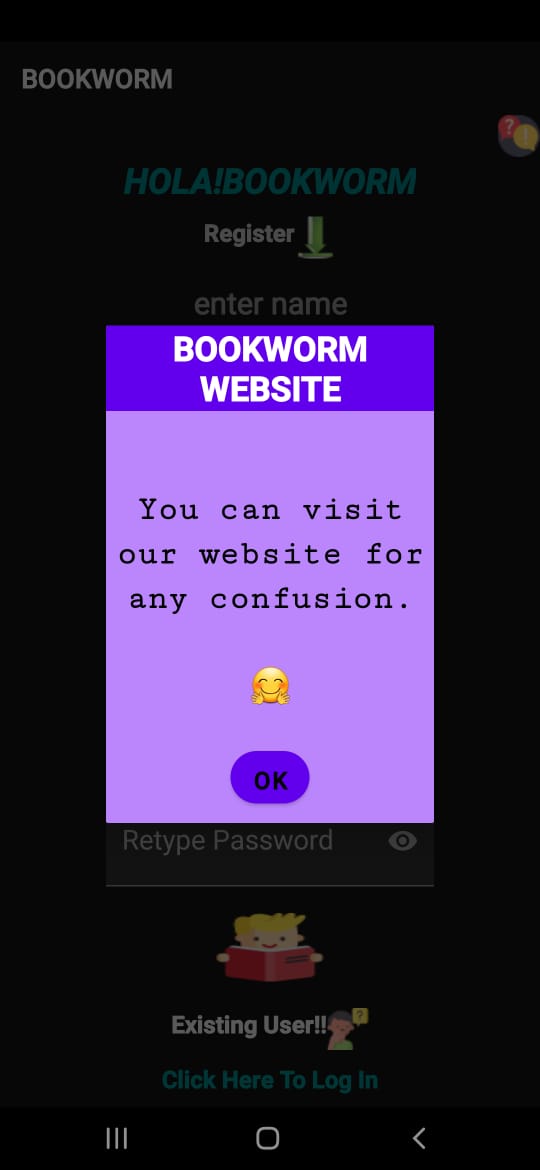 BOOKWORM
HOLA!BOOKWORM
Register
enter name
BOOKWORM
WEBSITE
You can visit
our website for
any confusion.
OK
Retype Password
Existing User!!
Click Here To Log In